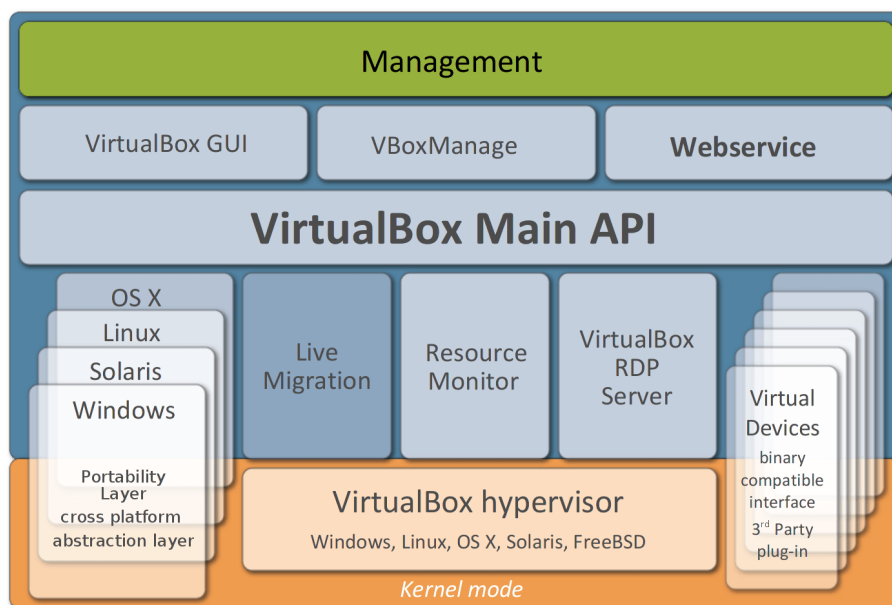 Management
VirtualBox GUI
VBoxManage
Webservice
VirtualBox Main API
OS X
Linux
Solaris
Windows
Portability
Layer
cross platform
abstraction layer
Live
Migration
Resource
Monitor
VirtualBox
RDP
Server
Virtual
Devices
binary
compatible
interface
3rd Party
plug-in
VirtualBox hypervisor
Windows, Linux, OS X, Solaris, FreeBSD
Kernel mode